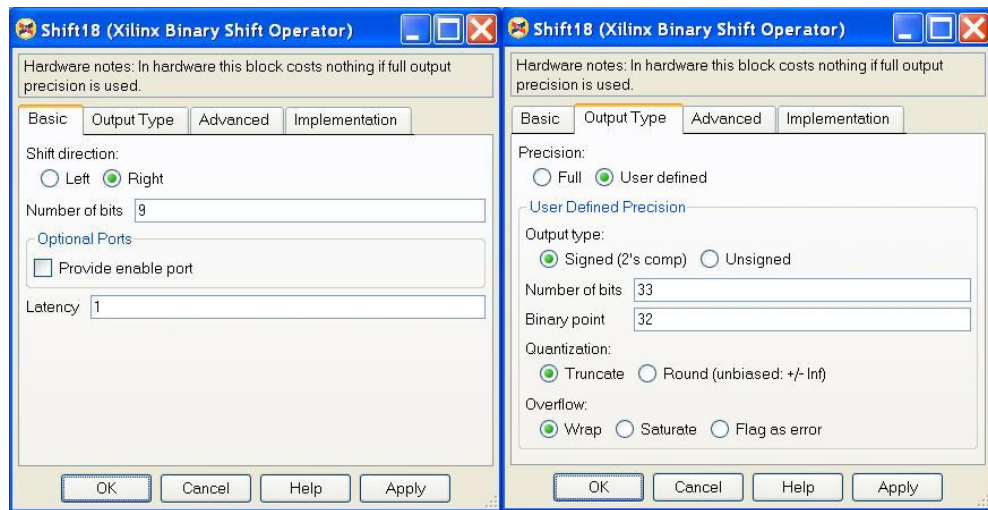 Shift18 (Xilinx Binary Shift Operator)
Hardware notes: In hardware this block costs nothing if full output
precision is used.
Basic Output Type Advanced Implementation
Shift direction:
Left Right
Number of bits 9
Optional Ports
Provide enable port
Latency 1
OK Cancel Help Apply
Shift18 (Xilinx Binary Shift Operator)
Hardware notes: In hardware this block costs nothing if full output
precision is used.
Basic Output Type Advanced Implementation
Precision:
Full User defined
User Defined Precision
Output type:
Signed (2's comp) Unsigned
Number of bits 33
Binary point 32
Quantization:
Truncate Round (unbiased: +/- Inf)
Overflow:
Wrap Saturate Flag as error
OK Cancel Help Apply